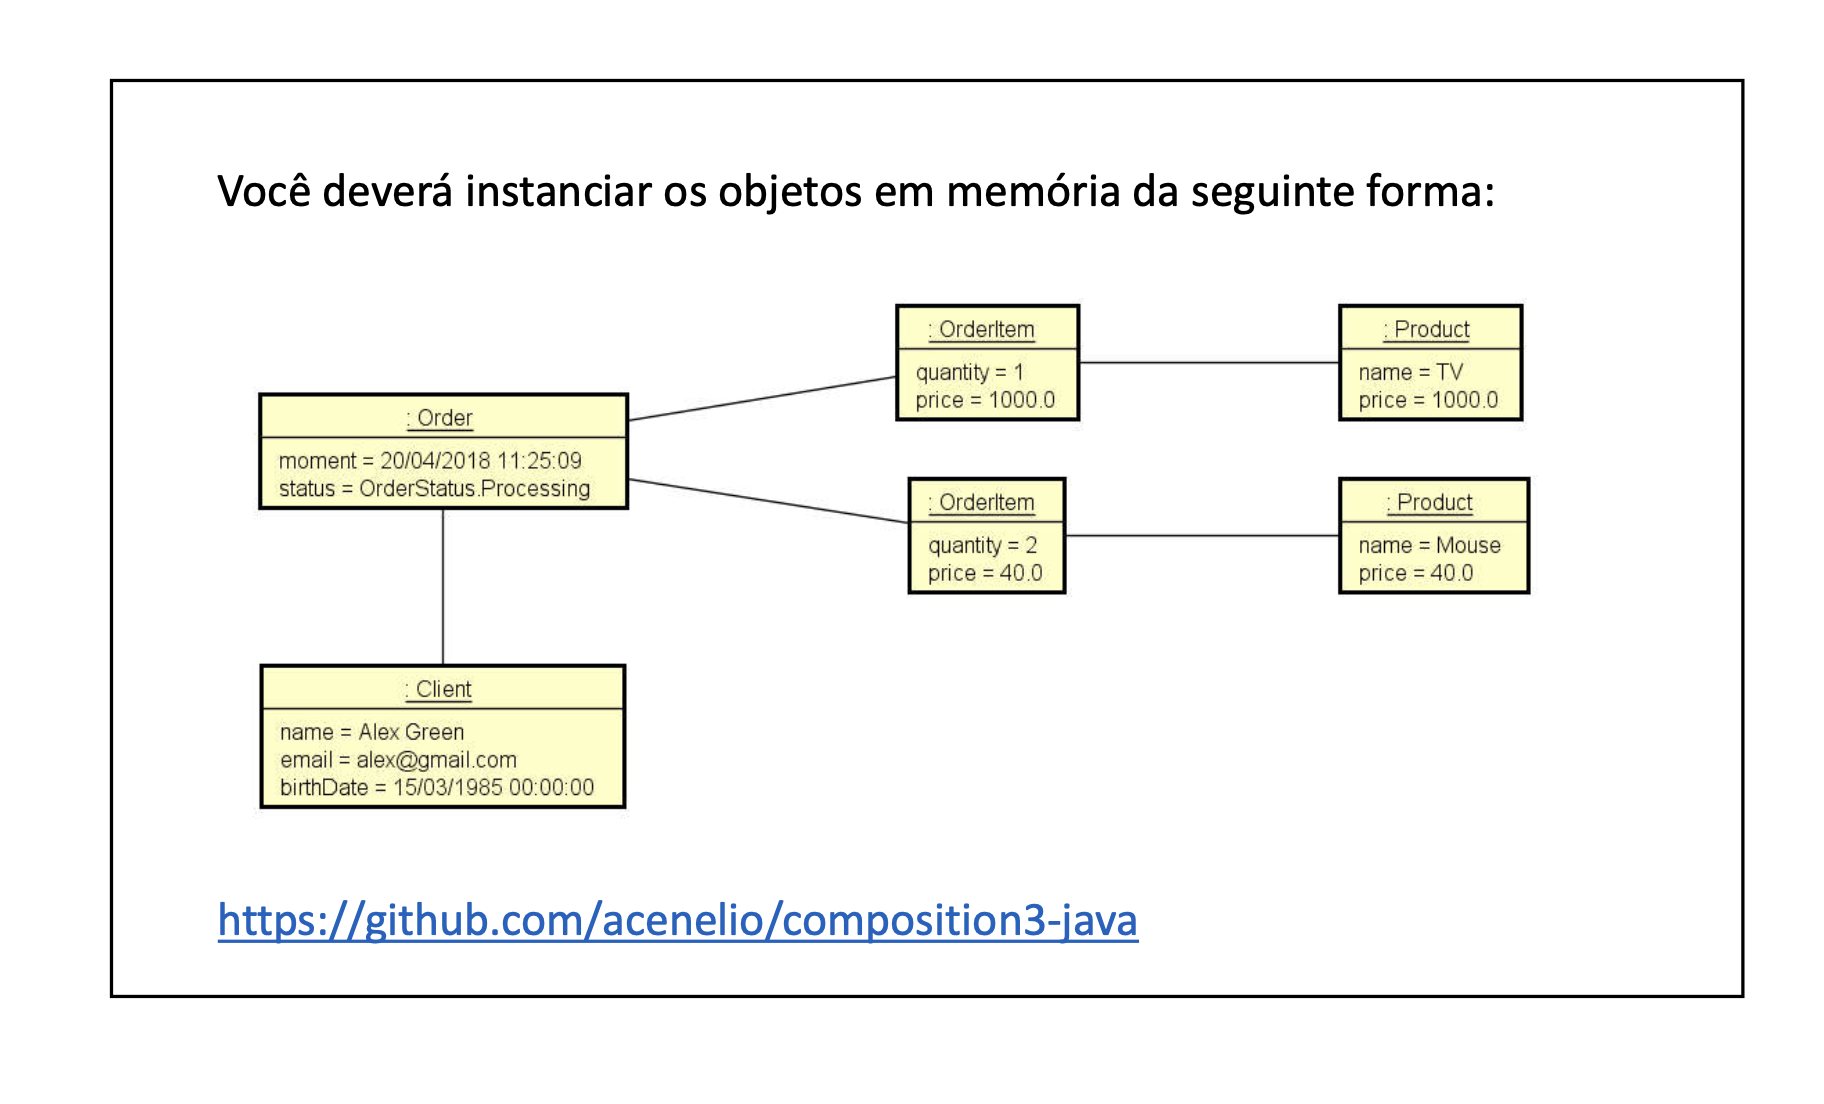 Você deverá instanciar os objetos em memória da seguinte forma:
: Order
moment = 20/04/2018 11:25:09
status = OrderStatus.Processing
: OrderItem
quantity = 1
price = 1000.0
: Product
name = TV
price = 1000.0
: OrderItem
quantity = 2
price = 40.0
: Product
name = Mouse
price = 40.0
: Client
name = Alex Green
email = alex@gmail.com
birthDate = 15/03/1985 00:00:00
https://github.com/acenelio/composition3-java